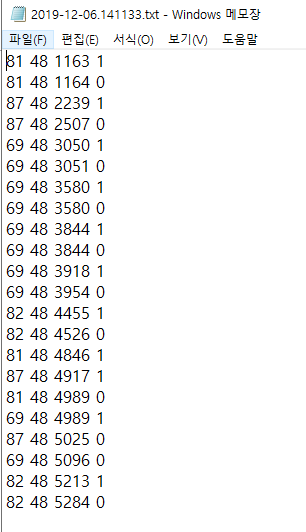 2019-12-06.141133.txt - Windows 메모장
파일(F) 편집(E) 서식(O) 보기(V) 도움말
81 48 1163 1
81 48 1164 0
87 48 2239 1
87 48 2507 0
69 48 3050 1
69 48 3051 0
69 48 3580 1
69 48 3580 0
69 48 3844 1
69 48 3844 0
69 48 3918 1
69 48 3954 0
82 48 4455 1
82 48 4526 0
81 48 4846 1
87 48 4917 1
81 48 4989 0
69 48 4989 1
87 48 5025 0
69 48 5096 0
82 48 5213 1
82 48 5284 0